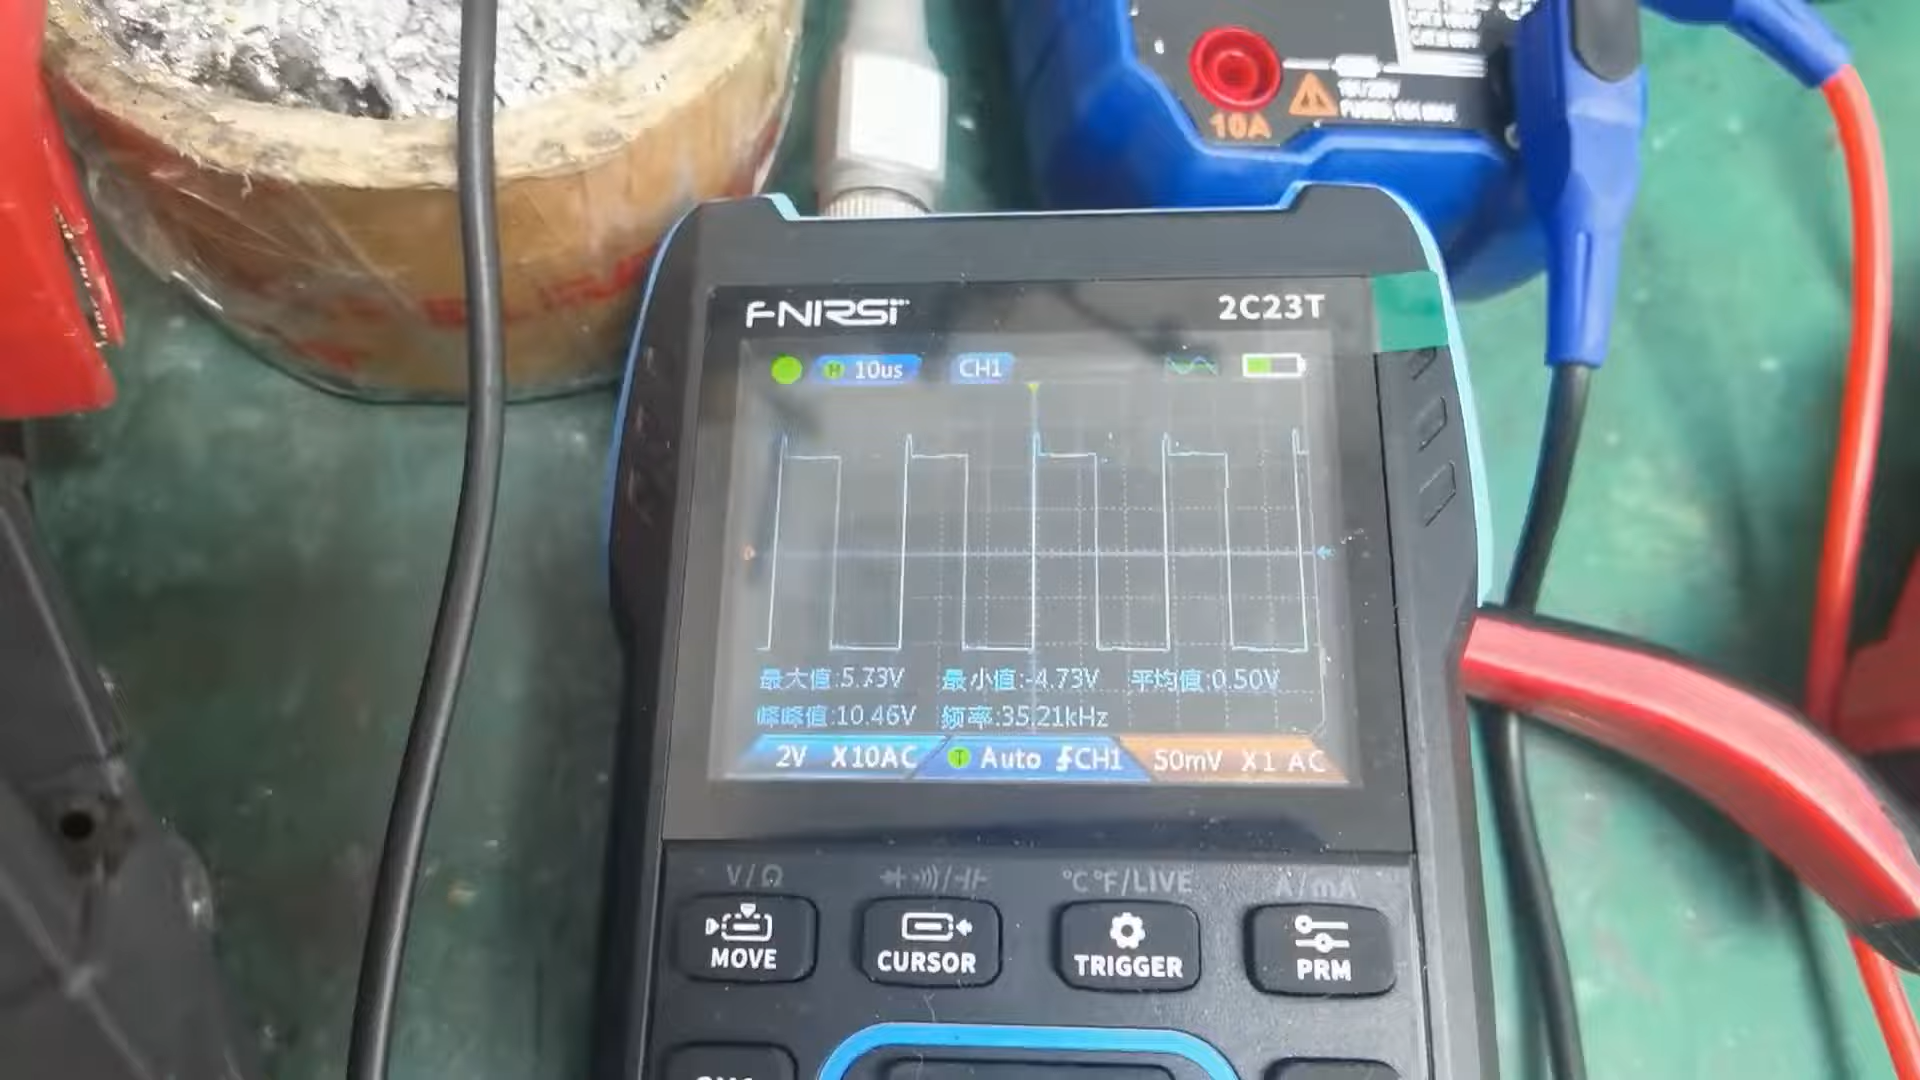 10A
FNIRSI
2C23T
H 10us CH1
最大值:5.73V 最小值:-4.73V 平均值:0.50V
峰峰值:10.46V 频率:35.21kHz
2V X10AC T Auto CH1 50mV X1 AC
V/Ω °C°F/LIVE A/mA
MOVE CURSOR TRIGGER PRM